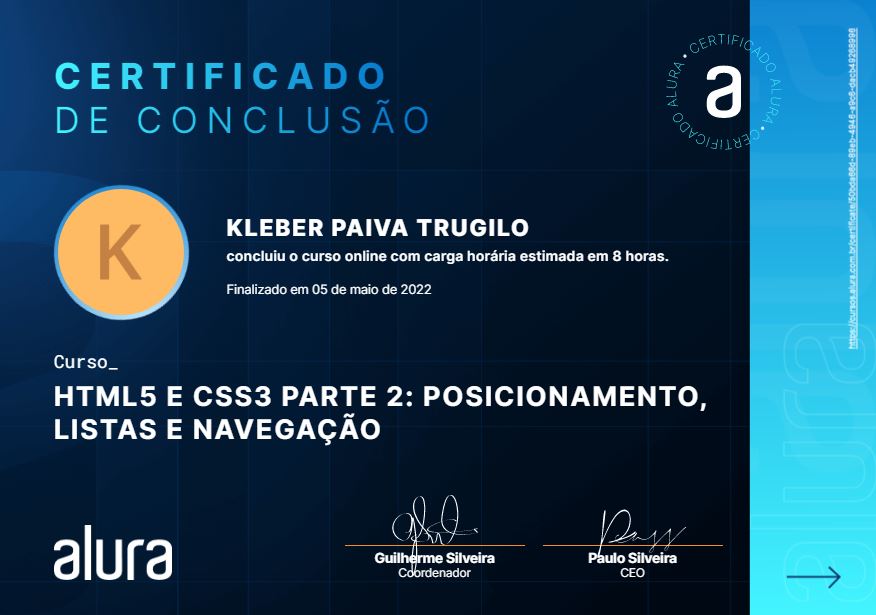 CERTIFICADO
DE CONCLUSÃO
CERTIFICADO ALURA • CERTIFICADO ALURA •
a
K
KLEBER PAIVA TRUGILO
concluiu o curso online com carga horária estimada em 8 horas.
Finalizado em 05 de maio de 2022
Curso_
HTML5 E CSS3 PARTE 2: POSICIONAMENTO,
LISTAS E NAVEGAÇÃO
alura
Guilherme Silveira
Coordenador
Paulo Silveira
CEO
alura